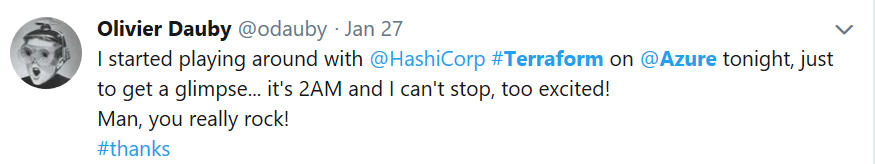 Olivier Dauby @odauby · Jan 27
I started playing around with @HashiCorp #Terraform on @Azure tonight, just
to get a glimpse... it's 2AM and I can't stop, too excited!
Man, you really rock!
#thanks